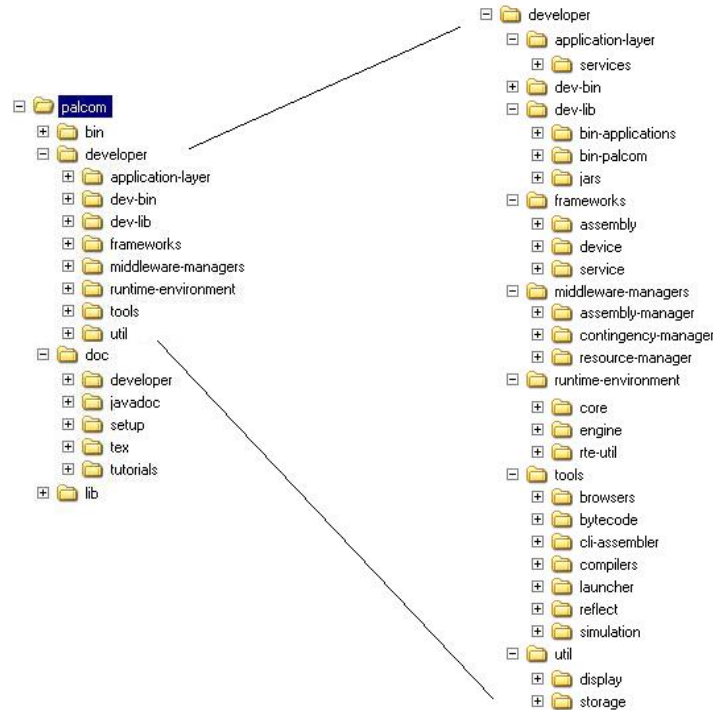 palcom
bin
developer
application-layer
dev-bin
dev-lib
frameworks
middleware-managers
runtime-environment
tools
util
doc
developer
javadoc
setup
tex
tutorials
lib
developer
application-layer
services
dev-bin
dev-lib
bin-applications
bin-palcom
jars
frameworks
assembly
device
service
middleware-managers
assembly-manager
contingency-manager
resource-manager
runtime-environment
core
engine
rte-util
tools
browsers
bytecode
cli-assembler
compilers
launcher
reflect
simulation
util
display
storage